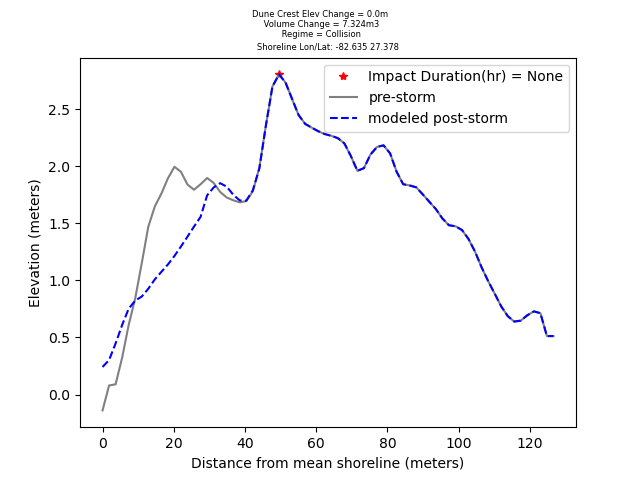 Dune Crest Elev Change = 0.0m
Volume Change = 7.324m3
Regime = Collision
Shoreline Lon/Lat: -82.635 27.378
Impact Duration(hr) = None
pre-storm
modeled post-storm
Elevation (meters)
2.5
2.0
1.5
1.0
0.5
0.0
0 20 40 60 80 100 120
Distance from mean shoreline (meters)